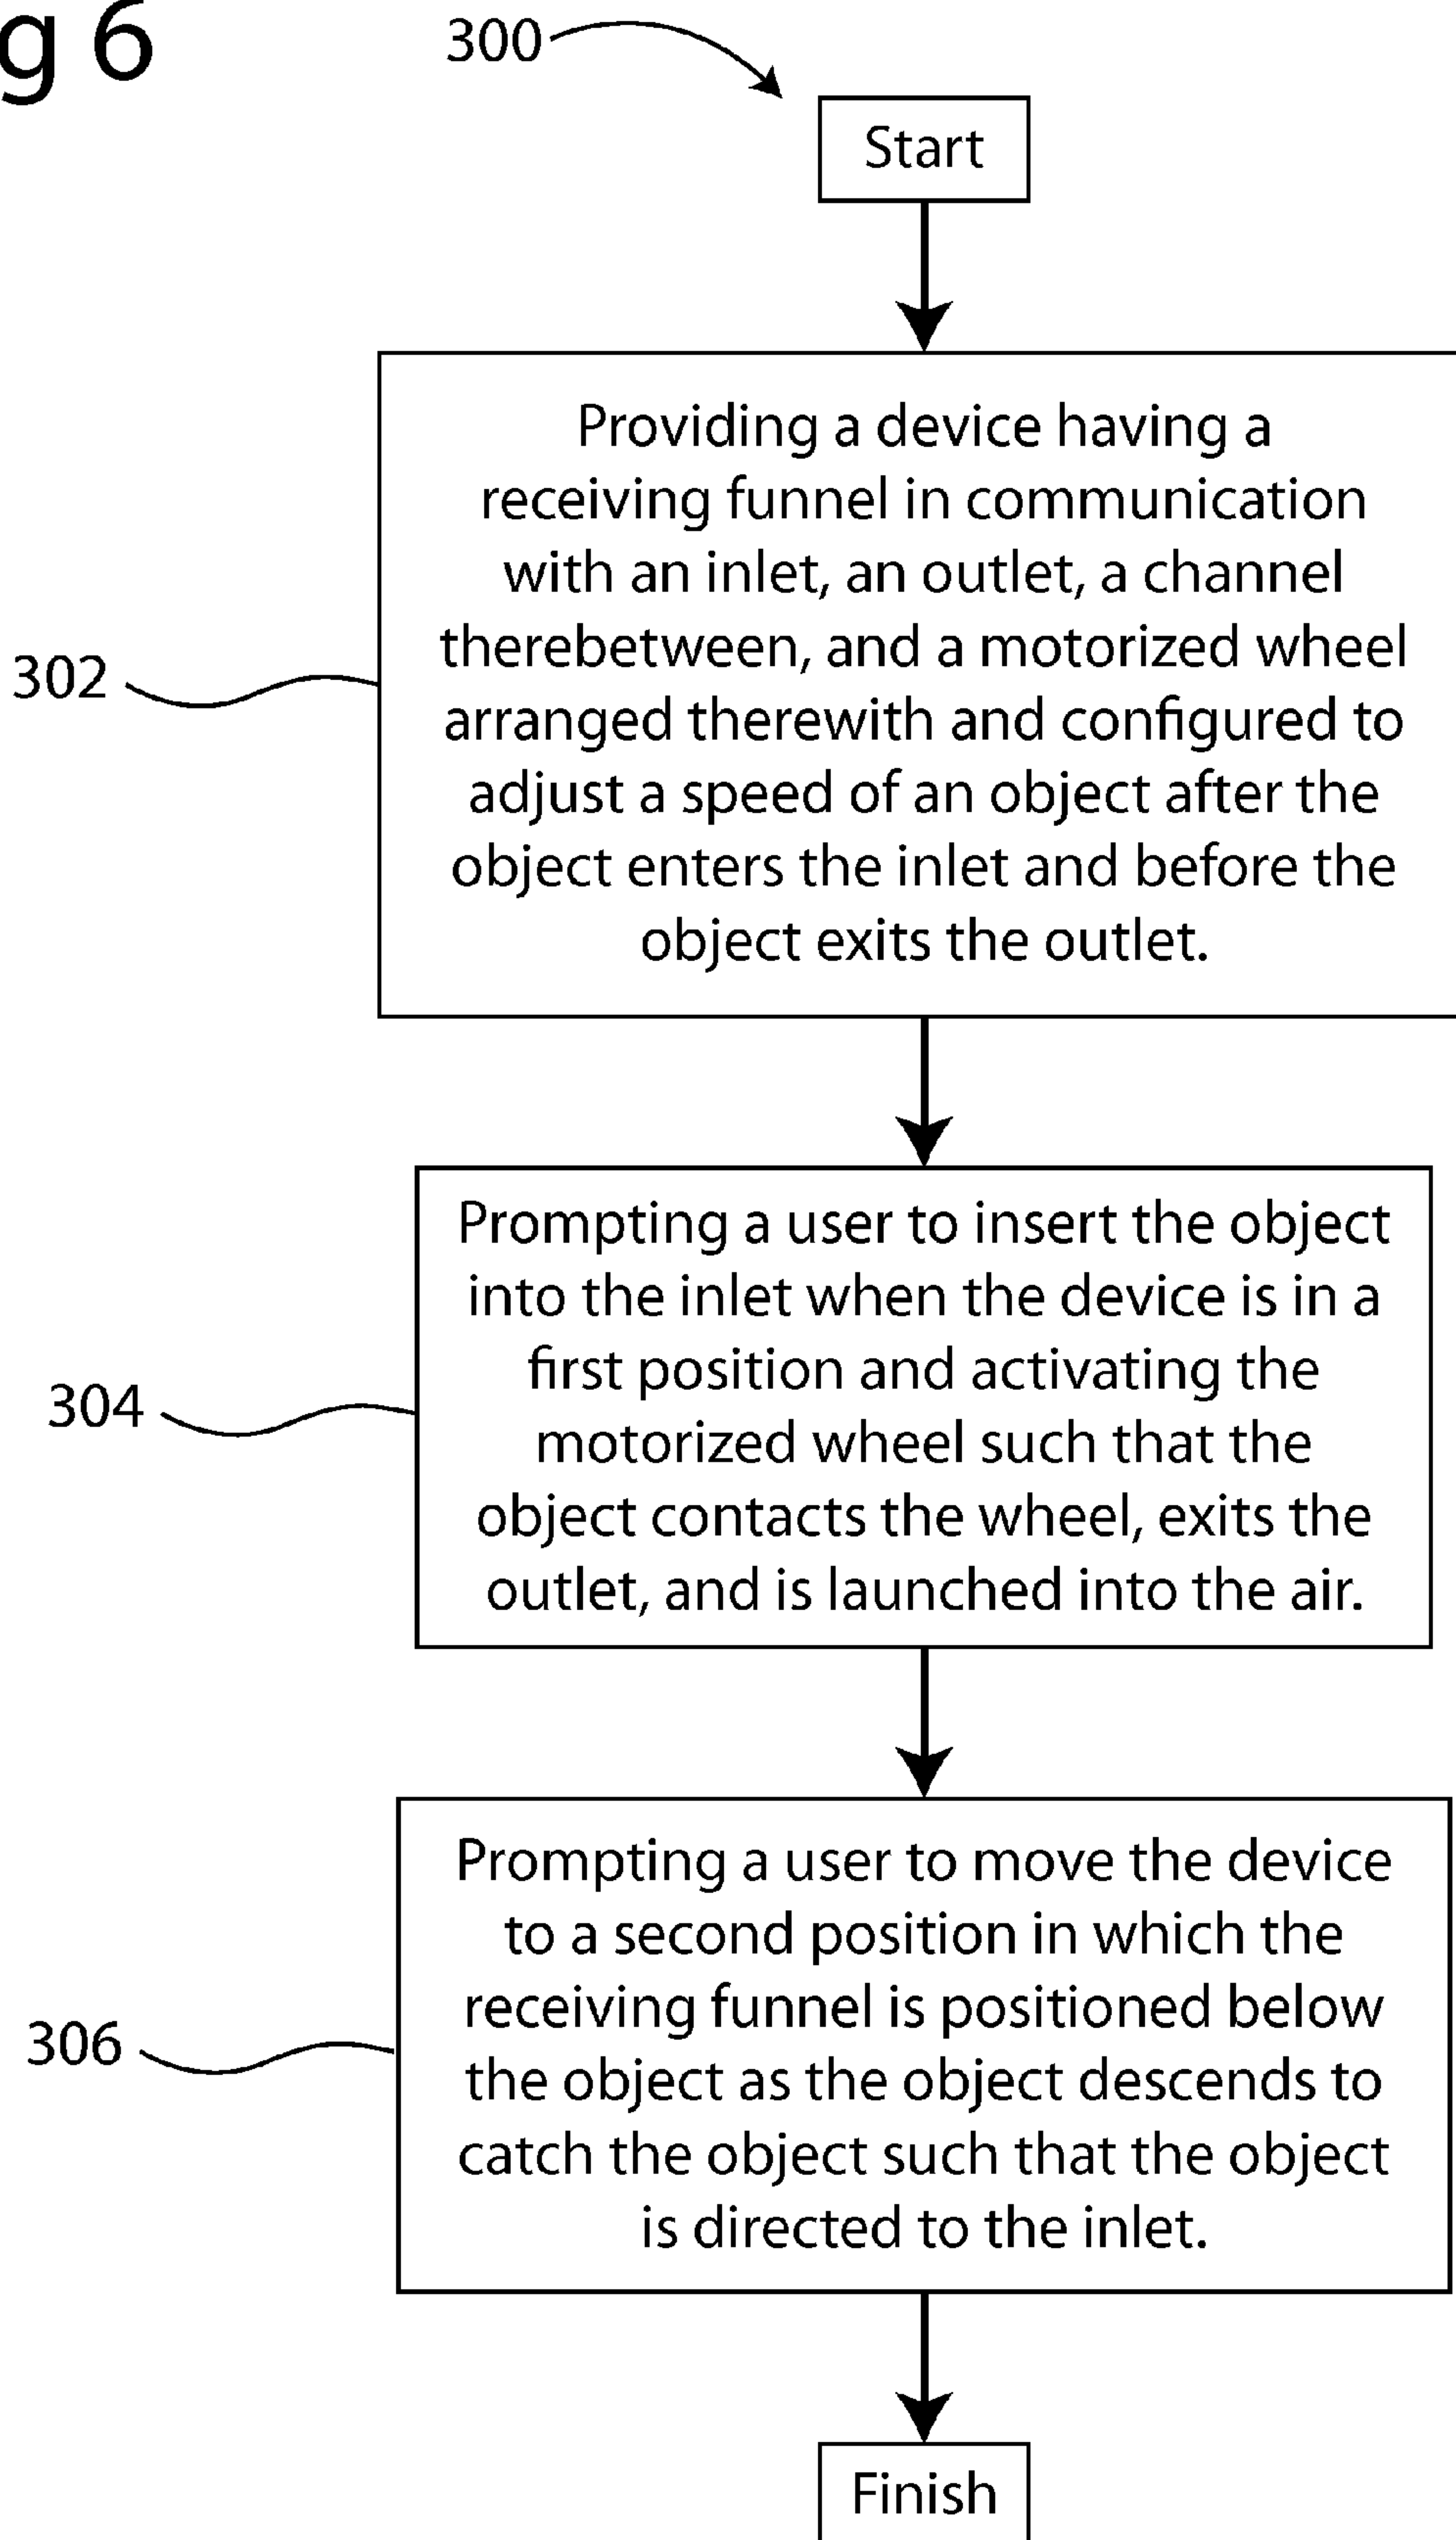 g 6
300
Start
302
Providing a device having a
receiving funnel in communication
with an inlet, an outlet, a channel
therebetween, and a motorized wheel
arranged therewith and configured to
adjust a speed of an object after the
object enters the inlet and before the
object exits the outlet.
304
Prompting a user to insert the object
into the inlet when the device is in a
first position and activating the
motorized wheel such that the
object contacts the wheel, exits the
outlet, and is launched into the air.
306
Prompting a user to move the device
to a second position in which the
receiving funnel is positioned below
the object as the object descends to
catch the object such that the object
is directed to the inlet.
Finish